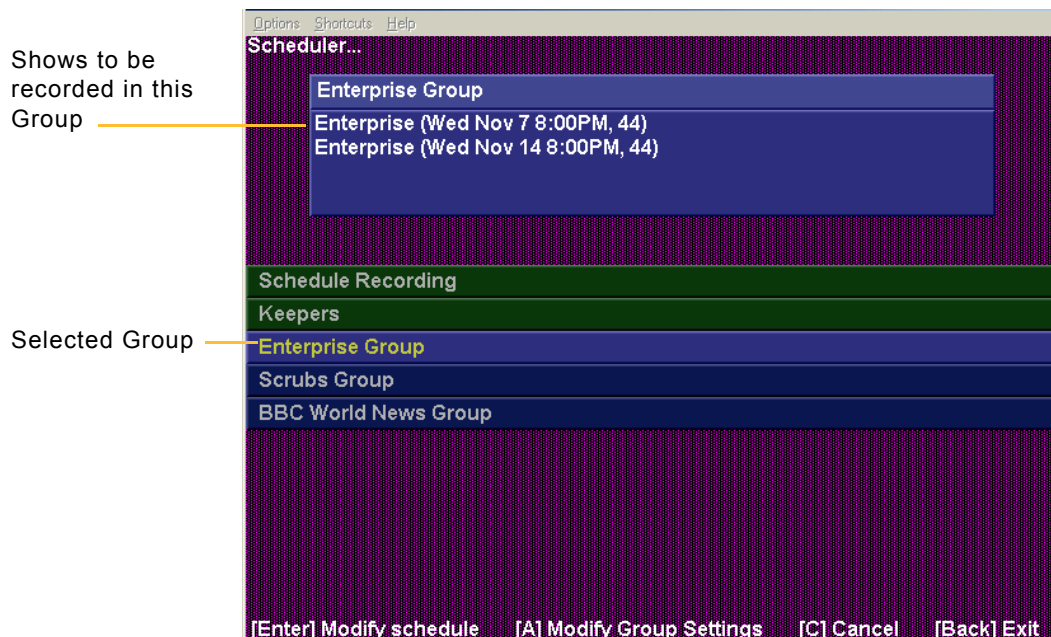 Options Shortcuts Help
Scheduler...
Shows to be
recorded in this
Group
Enterprise Group
Enterprise (Wed Nov 7 8:00PM, 44)
Enterprise (Wed Nov 14 8:00PM, 44)
Schedule Recording
Keepers
Selected Group
Enterprise Group
Scrubs Group
BBC World News Group
[Enter] Modify schedule [A] Modify Group Settings [C] Cancel [Back] Exit